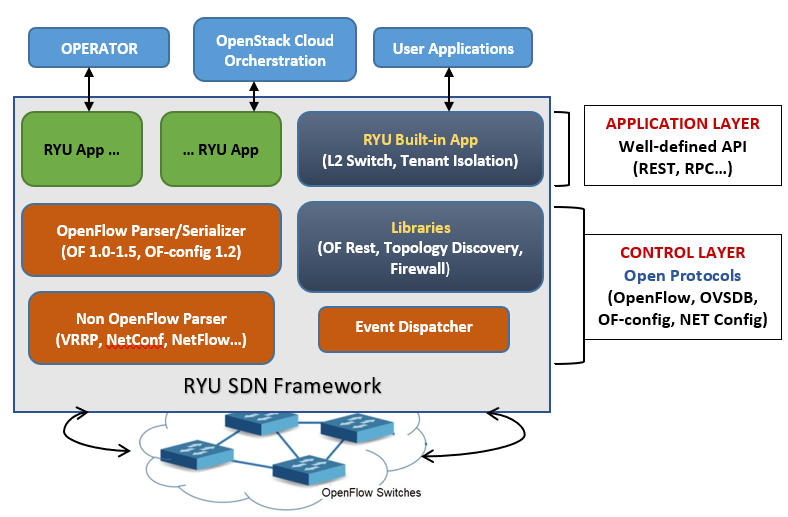 OPERATOR
OpenStack Cloud
Orcherstration
User Applications
RYU App ...
... RYU App
RYU Built-in App
(L2 Switch, Tenant Isolation)
APPLICATION LAYER
Well-defined API
(REST, RPC...)
OpenFlow Parser/Serializer
(OF 1.0-1.5, OF-config 1.2)
Libraries
(OF Rest, Topology Discovery,
Firewall)
CONTROL LAYER
Open Protocols
(OpenFlow, OVSDB,
OF-config, NET Config)
Non OpenFlow Parser
(VRRP, NetConf, NetFlow...)
Event Dispatcher
RYU SDN Framework
OpenFlow Switches